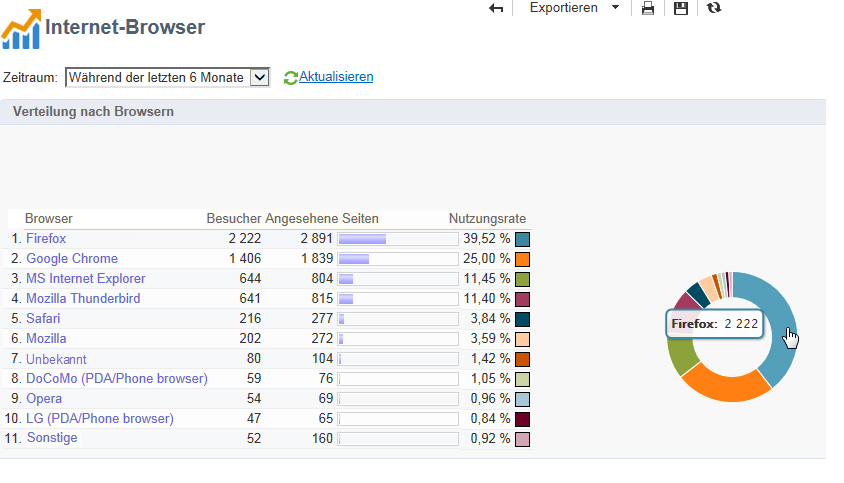 Exportieren
Internet-Browser
Zeitraum: Während der letzten 6 Monate Aktualisieren
Verteilung nach Browsern
Browser Besucher Angesehene Seiten Nutzungsrate
1. Firefox 2 222 2 891 39,52 %
2. Google Chrome 1 406 1 839 25,00 %
3. MS Internet Explorer 644 804 11,45 %
4. Mozilla Thunderbird 641 815 11,40 %
5. Safari 216 277 3,84 %
6. Mozilla 202 272 3,59 %
7. Unbekannt 80 104 1,42 %
8. DoCoMo (PDA/Phone browser) 59 76 1,05 %
9. Opera 54 69 0,96 %
10. LG (PDA/Phone browser) 47 65 0,84 %
11. Sonstige 52 160 0,92 %
Firefox: 2 222